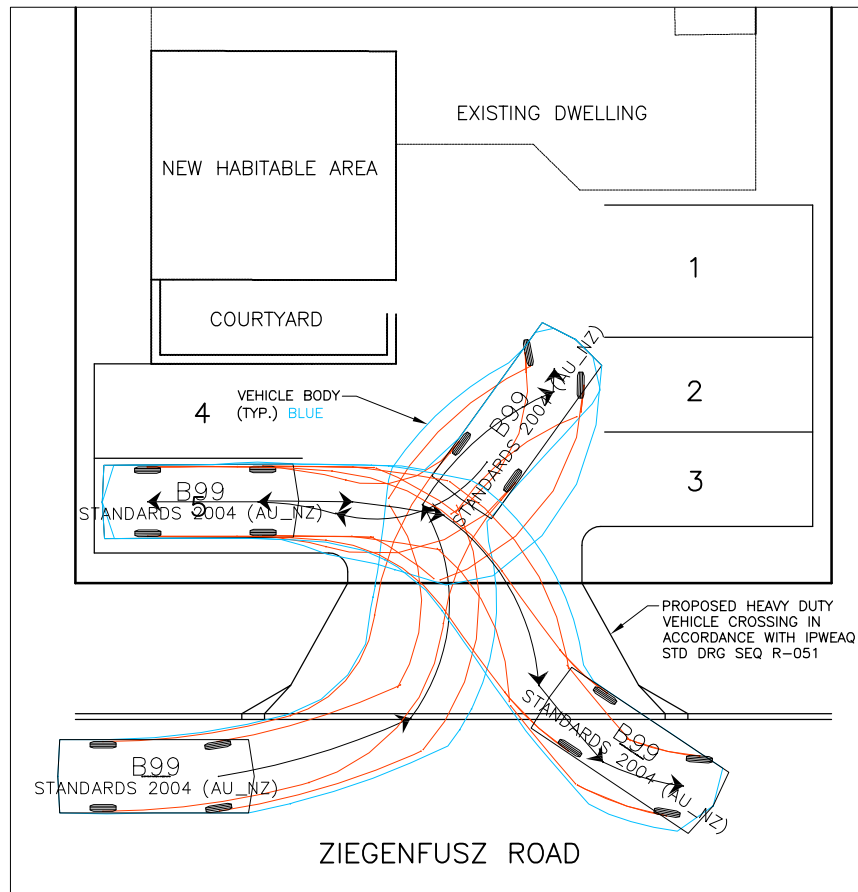 EXISTING DWELLING
NEW HABITABLE AREA
1
COURTYARD
2
4
VEHICLE BODY
(TYP.) BLUE
3
B99
STANDARDS 2004 (AU_NZ)
B99
5
STANDARDS 2004 (AU_NZ)
PROPOSED HEAVY DUTY
VEHICLE CROSSING IN
ACCORDANCE WITH IPWEAQ
STD DRG SEQ R-051
B99
STANDARDS 2004 (AU_NZ)
B99
STANDARDS 2004 (AU_NZ)
ZIEGENFUSZ ROAD